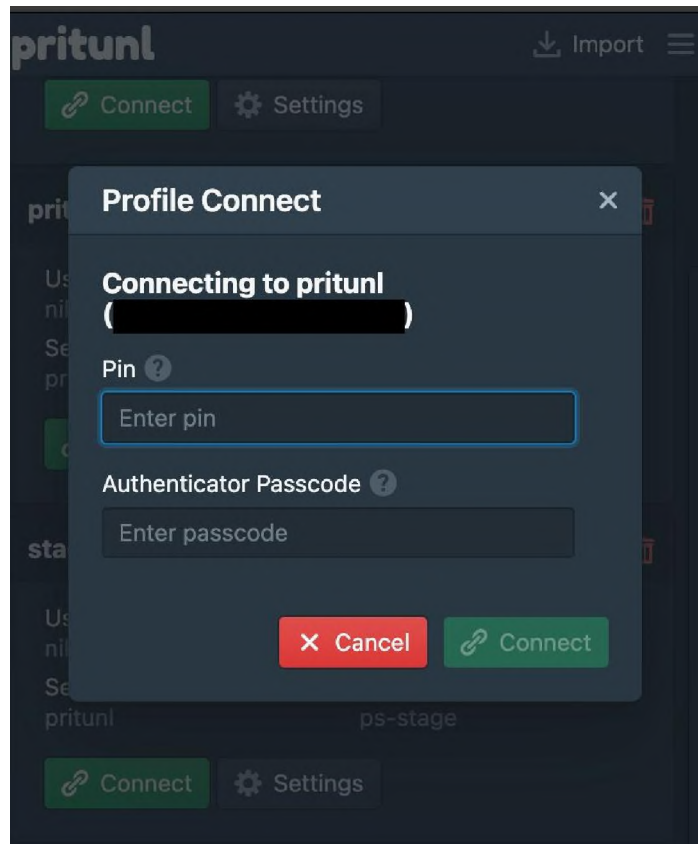 pritunl Import
Connect Settings
Profile Connect
Connecting to pritunl
( )
Pin ?
Enter pin
Authenticator Passcode ?
Enter passcode
Cancel Connect
pritunl ps-stage
Connect Settings